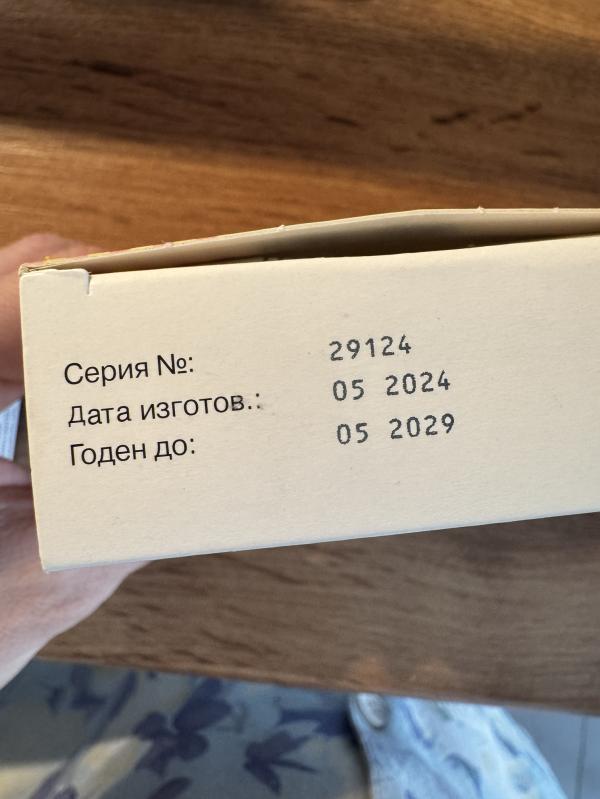 Серия №: 29124
Дата изготов.: 05 2024
Годен до: 05 2029